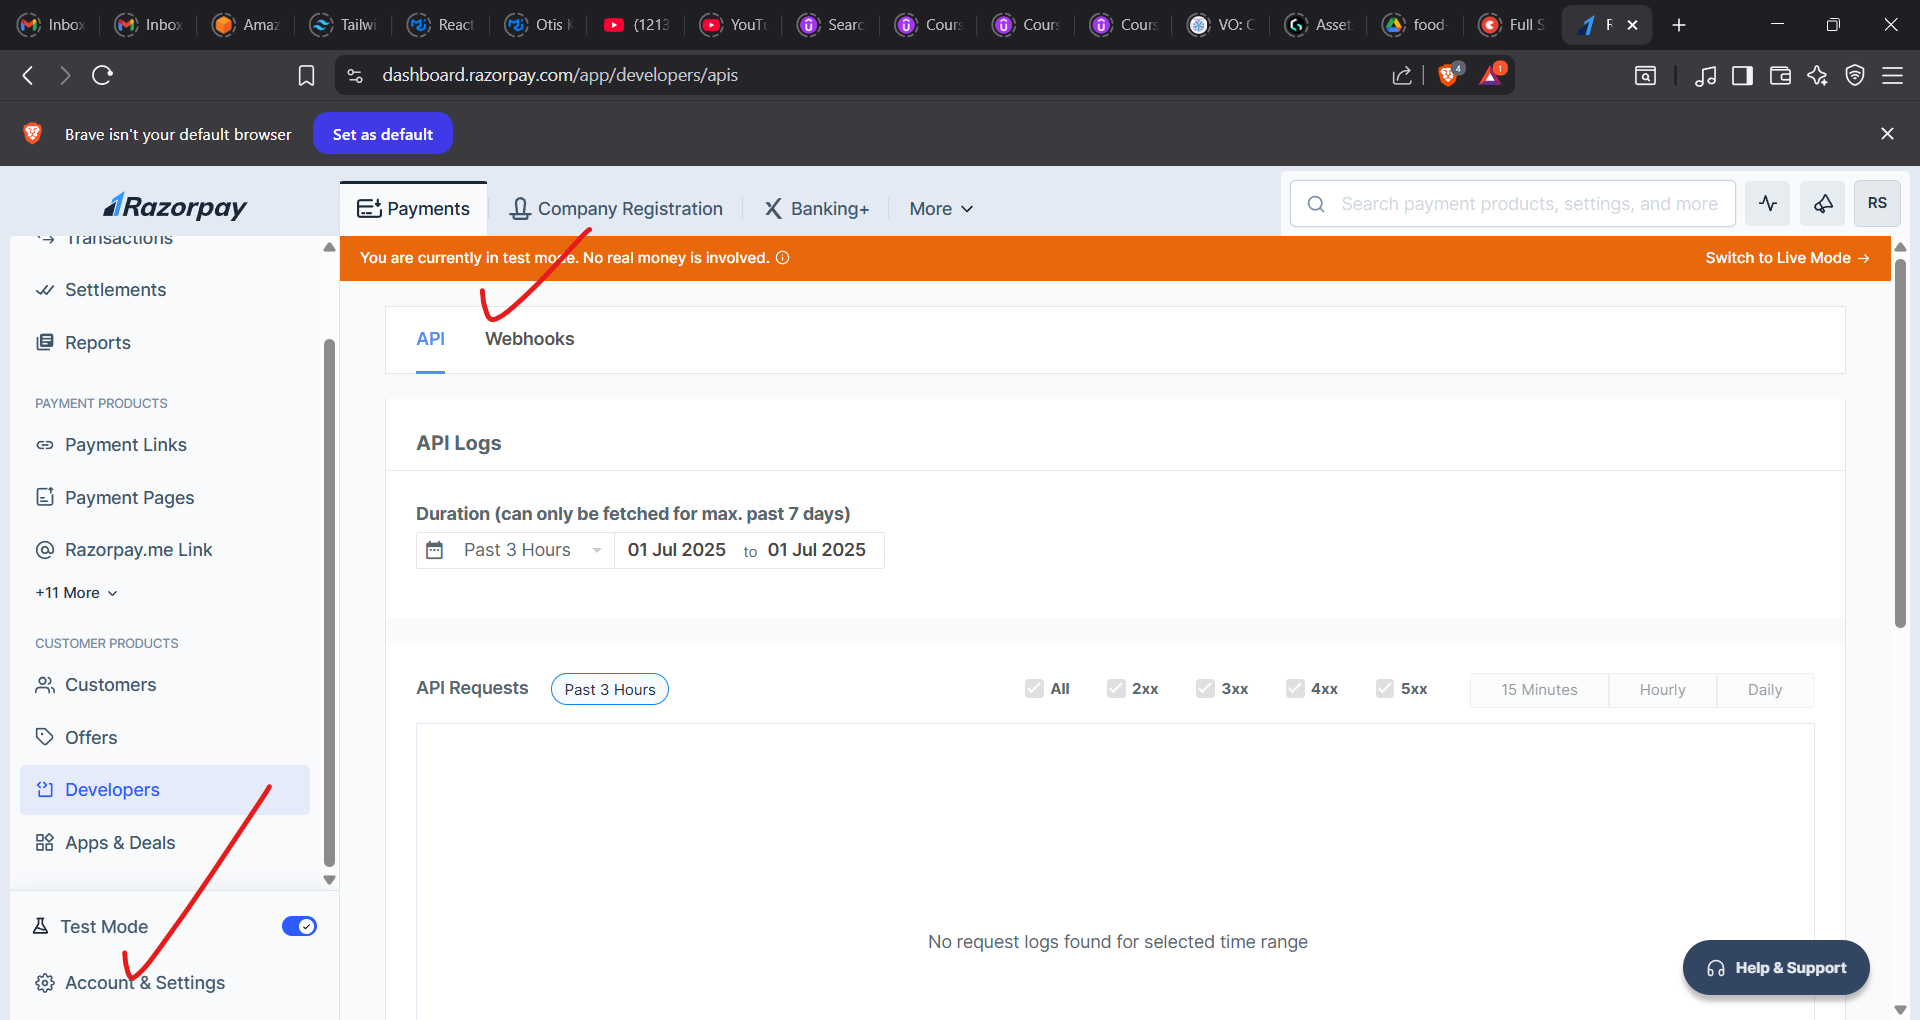 Inbox
Inbox
Amaz
Tailwi
React
Otis
(1213
YouTu
Searc
Cours
Cours
Cours
VO: C
Asset
food-
Full S
dashboard.razorpay.com/app/developers/apis
4
1
Brave isn't your default browser
Set as default
Razorpay
Payments
Company Registration
Banking+
More
Search payment products, settings, and more
RS
You are currently in test mode. No real money is involved.
Switch to Live Mode →
Transactions
Settlements
Reports
PAYMENT PRODUCTS
Payment Links
Payment Pages
Razorpay.me Link
+11 More
CUSTOMER PRODUCTS
Customers
Offers
Developers
Apps & Deals
Test Mode
Account & Settings
API
Webhooks
API Logs
Duration (can only be fetched for max. past 7 days)
Past 3 Hours
01 Jul 2025 to 01 Jul 2025
API Requests
Past 3 Hours
All
2xx
3xx
4xx
5xx
15 Minutes
Hourly
Daily
No request logs found for selected time range
Help & Support